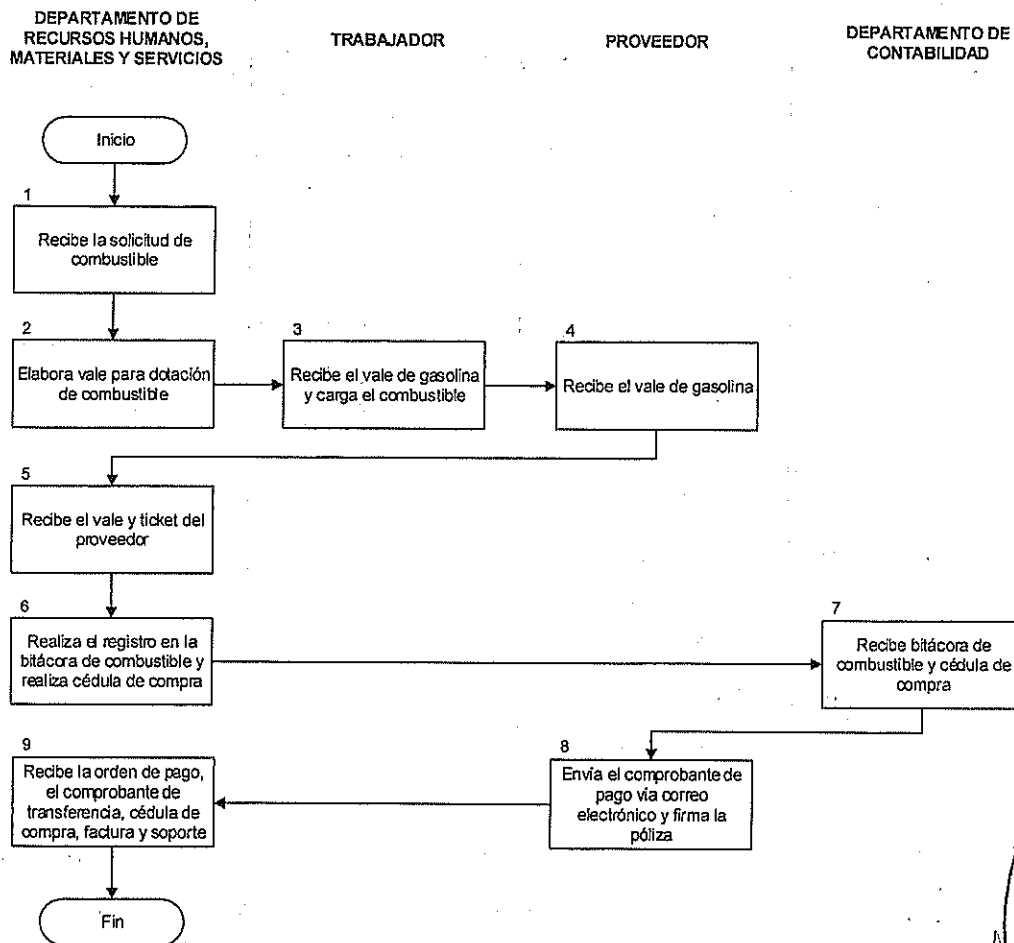 DEPARTAMENTO DE
RECURSOS HUMANOS,
MATERIALES Y SERVICIOS
TRABAJADOR
PROVEEDOR
DEPARTAMENTO DE
CONTABILIDAD
Inicio
1
Recibe la solicitud de
combustible
2
Elabora vale para dotación
de combustible
3
Recibe el vale de gasolina
y carga el combustible
4
Recibe el vale de gasolina
5
Recibe el vale y ticket del
proveedor
6
Realiza el registro en la
bitácora de combustible y
realiza cédula de compra
7
Recibe bitácora de
combustible y cédula de
compra
8
Envía el comprobante de
pago vía correo
electrónico y firma la
póliza
9
Recibe la orden de pago,
el comprobante de
transferencia, cédula de
compra, factura y soporte
Fin